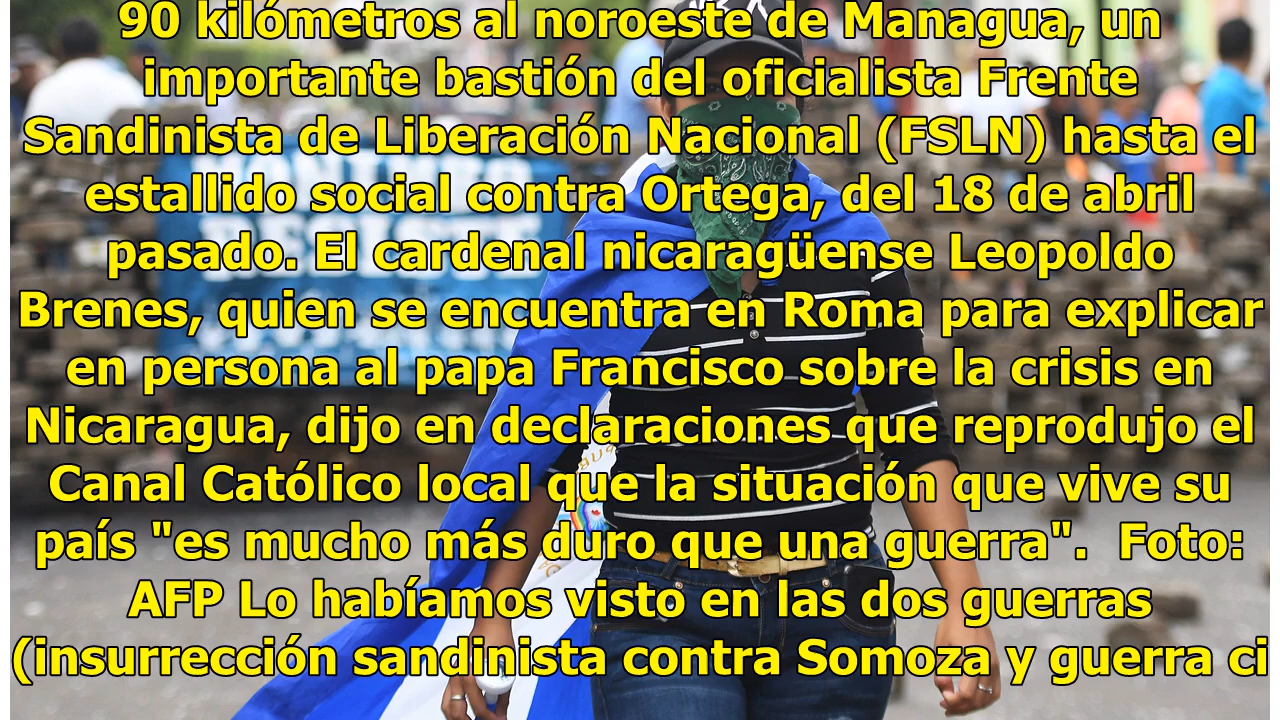 90 kilómetros al noroeste de Managua, un
importante bastión del oficialista Frente
Sandinista de Liberación Nacional (FSLN) hasta el
estallido social contra Ortega, del 18 de abril
pasado. El cardenal nicaragüense Leopoldo
Brenes, quien se encuentra en Roma para explicar
en persona al papa Francisco sobre la crisis en
Nicaragua, dijo en declaraciones que reprodujo el
Canal Católico local que la situación que vive su
país "es mucho más duro que una guerra".  Foto:
AFP Lo habíamos visto en las dos guerras
(insurrección sandinista contra Somoza y guerra ci